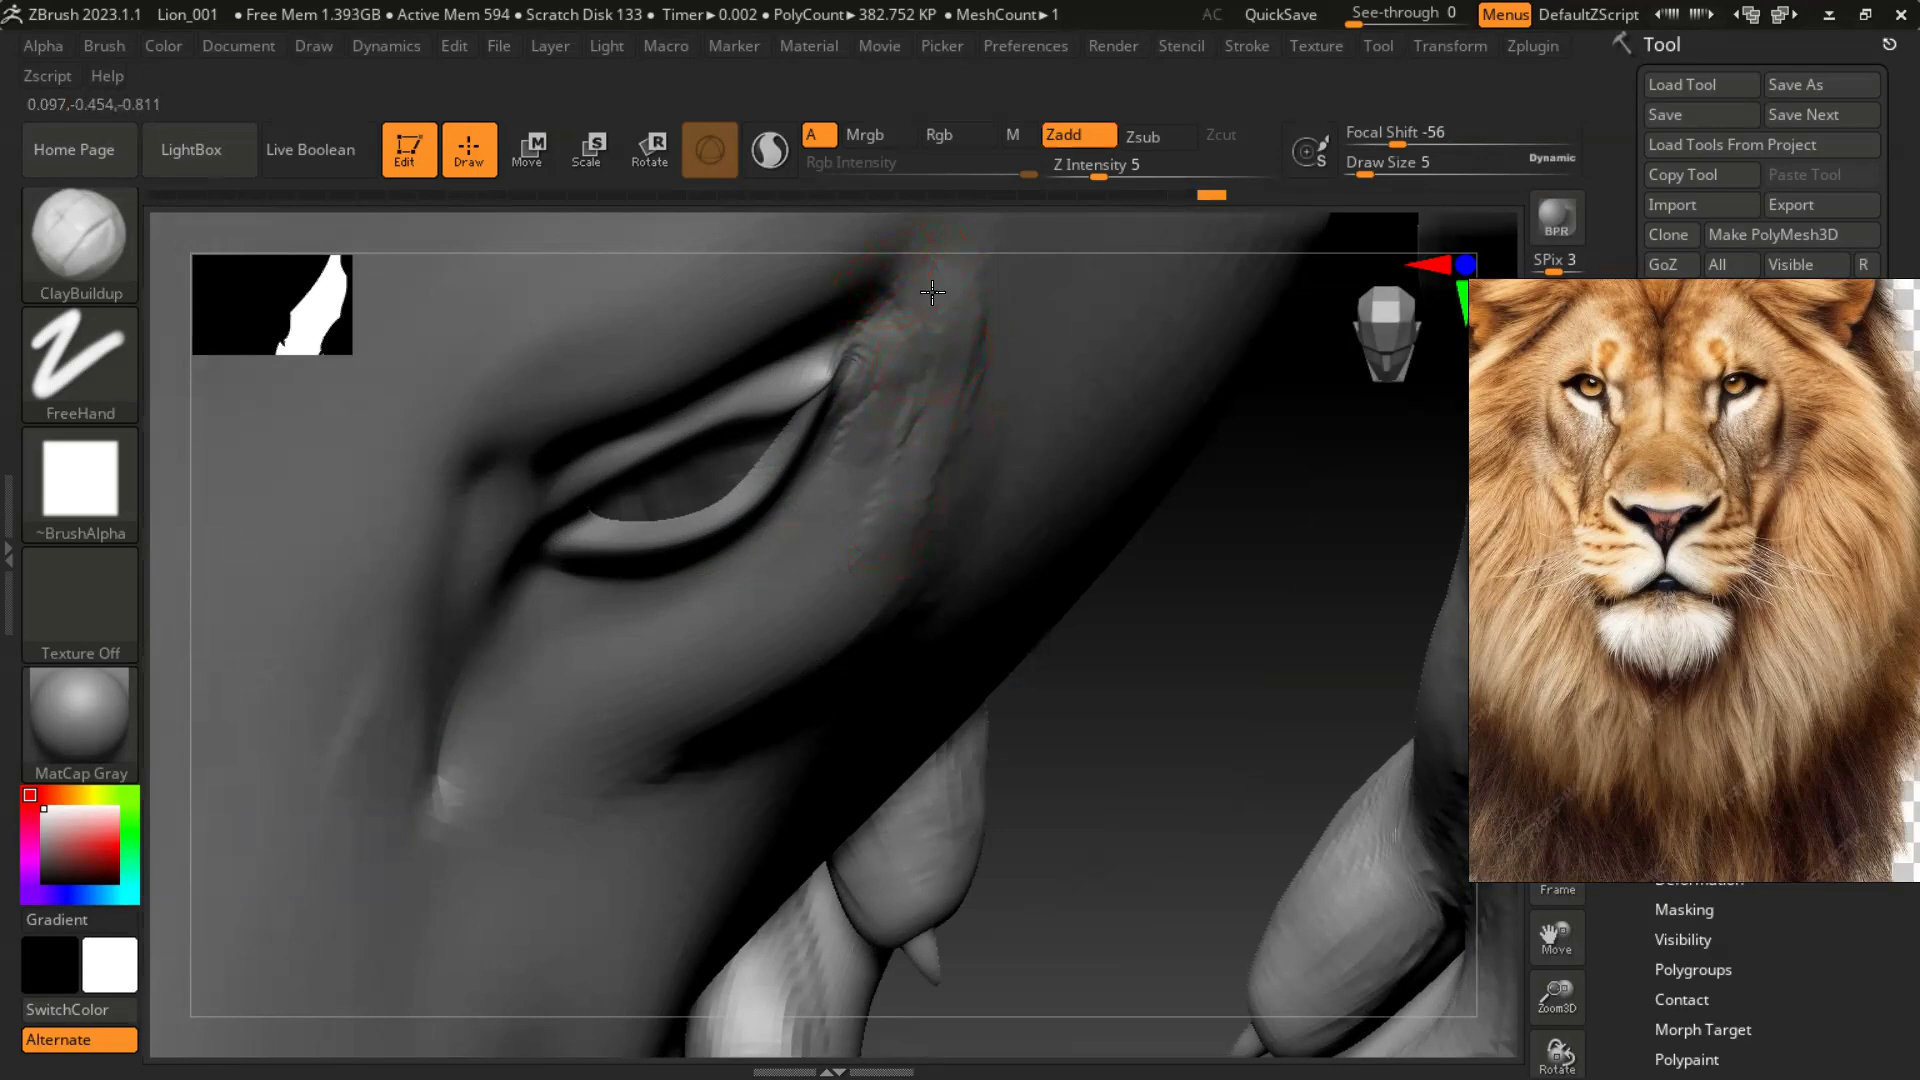 ZBrush 2023.1.1 Lion_001 ● Free Mem 1.393GB ● Active Mem 594 ● Scratch Disk 133 ● Timer►0.002 ● PolyCount►382.752 KP ● MeshCount►1 AC QuickSave See-through 0 Menus DefaultZScript
Alpha Brush Color Document Draw Dynamics Edit File Layer Light Macro Marker Material Movie Picker Preferences Render Stencil Stroke Texture Tool Transform Zplugin
Zscript Help
0.097,-0.454,-0.811
Home Page LightBox Live Boolean Edit Draw Move Scale Rotate A Mrgb Rgb M Zadd Zsub Zcut Focal Shift -56
Rgb Intensity Z Intensity 5 Draw Size 5 Dynamic
M S R S
ClayBuildup
FreeHand
~BrushAlpha
Texture Off
MatCap Gray
Gradient
SwitchColor
Alternate
BPR
SPix 3
Frame
Move
Zoom3D
Rotate
Tool
Load Tool Save As
Save Save Next
Load Tools From Project
Copy Tool Paste Tool
Import Export
Clone Make PolyMesh3D
GoZ All Visible R
Deformation
Masking
Visibility
Polygroups
Contact
Morph Target
Polypaint